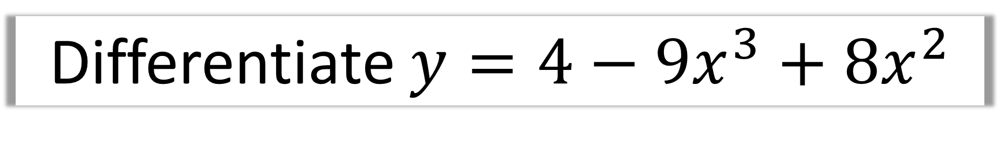 Differentiate y = 4 − 9x³ + 8x²